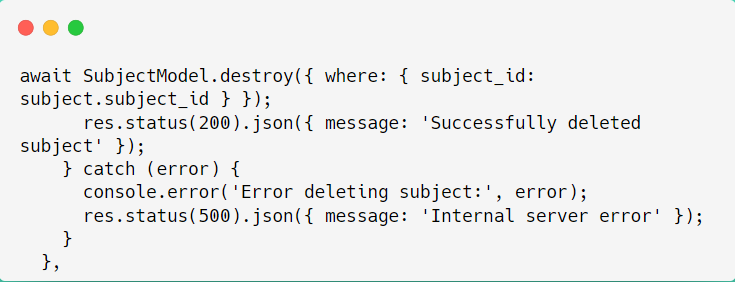 await SubjectModel.destroy({ where: { subject_id:
subject.subject_id } });
      res.status(200).json({ message: 'Successfully deleted
subject' });
    } catch (error) {
      console.error('Error deleting subject:', error);
      res.status(500).json({ message: 'Internal server error' });
    }
  },